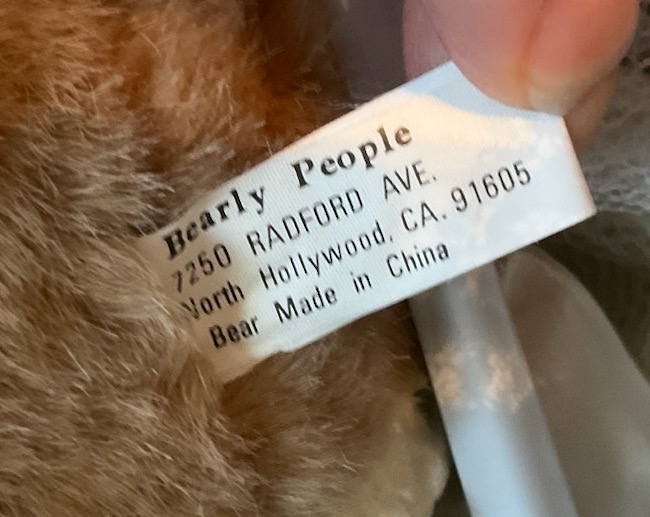 Bearly People
7250 RADFORD AVE.
North Hollywood, CA. 91605
Bear Made in China